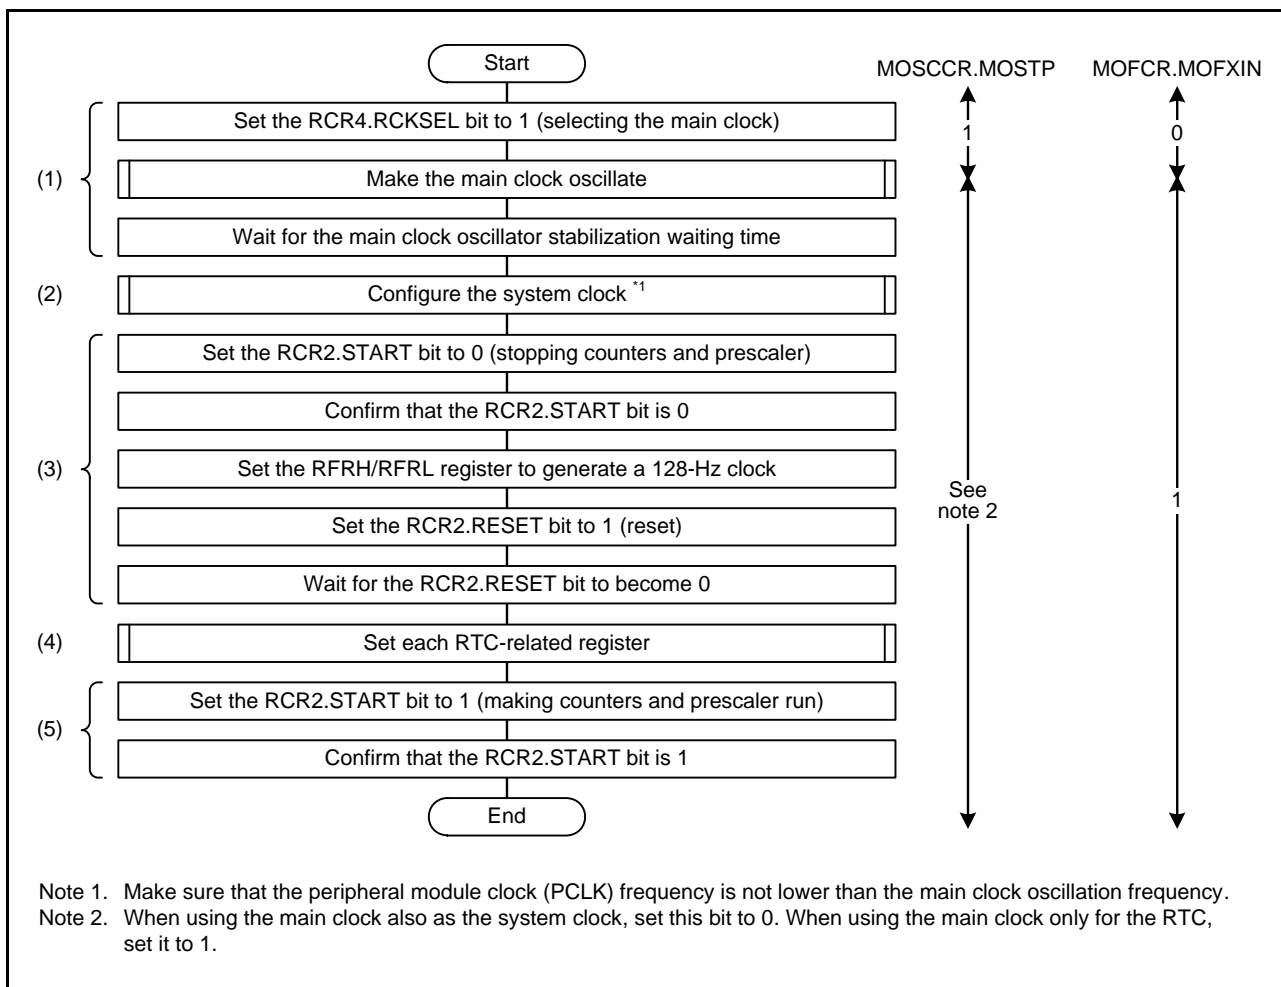 Start
MOSCCR.MOSTP
MOFCR.MOFXIN
Set the RCR4.RCKSEL bit to 1 (selecting the main clock)
1
0
(1)
Make the main clock oscillate
Wait for the main clock oscillator stabilization waiting time
(2)
Configure the system clock *1
Set the RCR2.START bit to 0 (stopping counters and prescaler)
Confirm that the RCR2.START bit is 0
(3)
Set the RFRH/RFRL register to generate a 128-Hz clock
See
note 2
1
Set the RCR2.RESET bit to 1 (reset)
Wait for the RCR2.RESET bit to become 0
(4)
Set each RTC-related register
Set the RCR2.START bit to 1 (making counters and prescaler run)
(5)
Confirm that the RCR2.START bit is 1
End
Note 1. Make sure that the peripheral module clock (PCLK) frequency is not lower than the main clock oscillation frequency.
Note 2. When using the main clock also as the system clock, set this bit to 0. When using the main clock only for the RTC,
set it to 1.